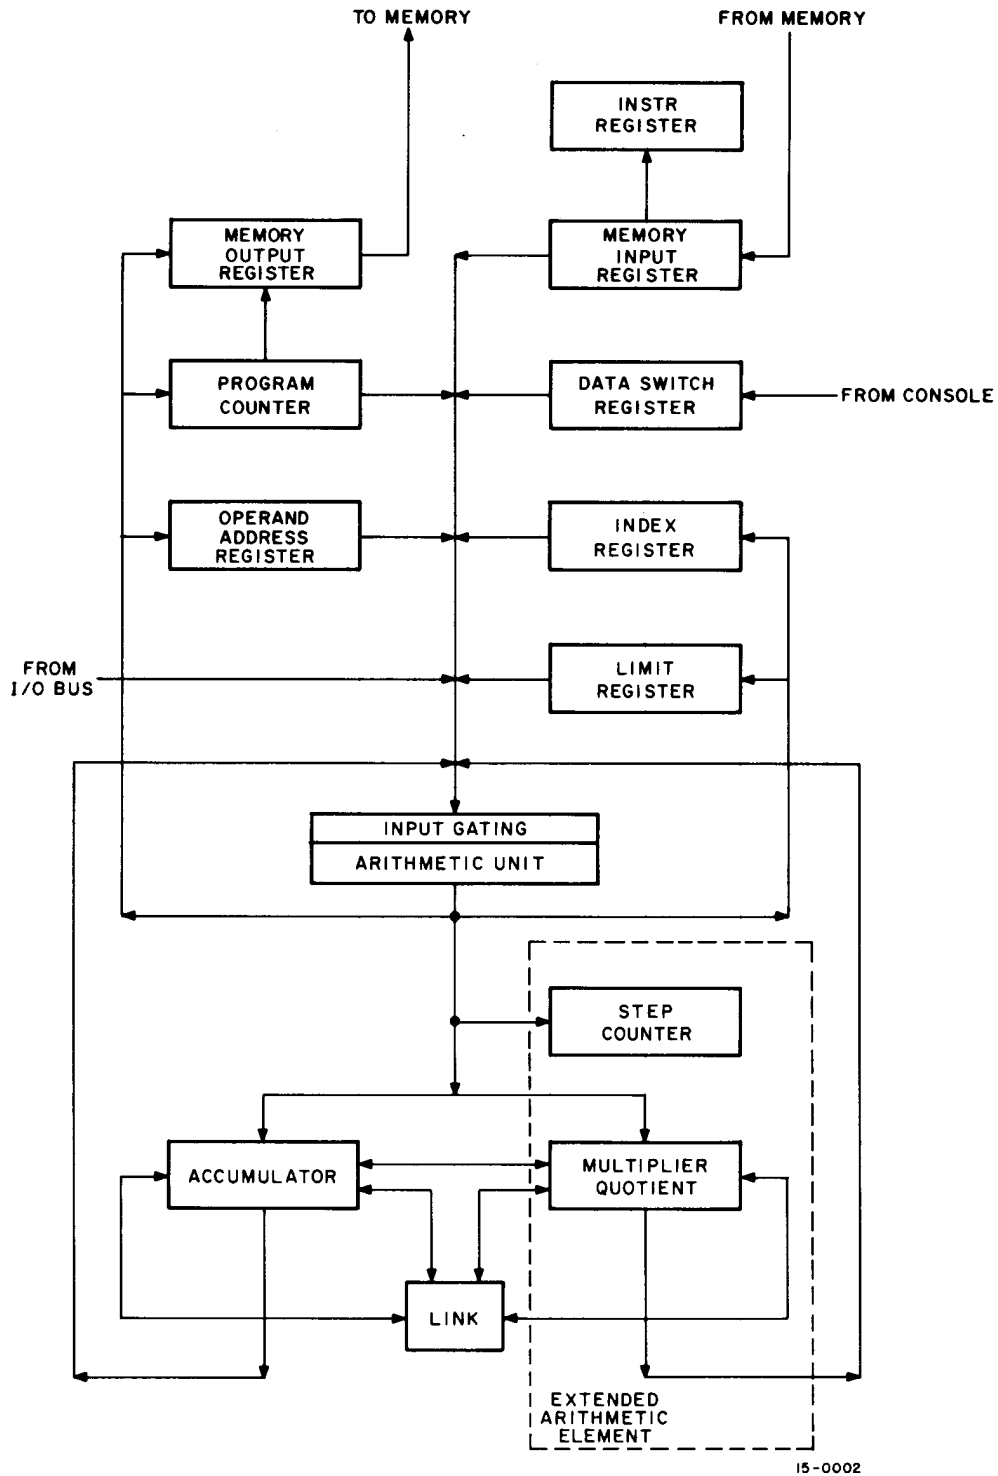 TO MEMORY
FROM MEMORY
INSTR
REGISTER
MEMORY
OUTPUT
REGISTER
MEMORY
INPUT
REGISTER
PROGRAM
COUNTER
DATA SWITCH
REGISTER
FROM CONSOLE
OPERAND
ADDRESS
REGISTER
INDEX
REGISTER
FROM
I/O BUS
LIMIT
REGISTER
INPUT GATING
ARITHMETIC UNIT
STEP
COUNTER
ACCUMULATOR
MULTIPLIER
QUOTIENT
LINK
EXTENDED
ARITHMETIC
ELEMENT
15-0002